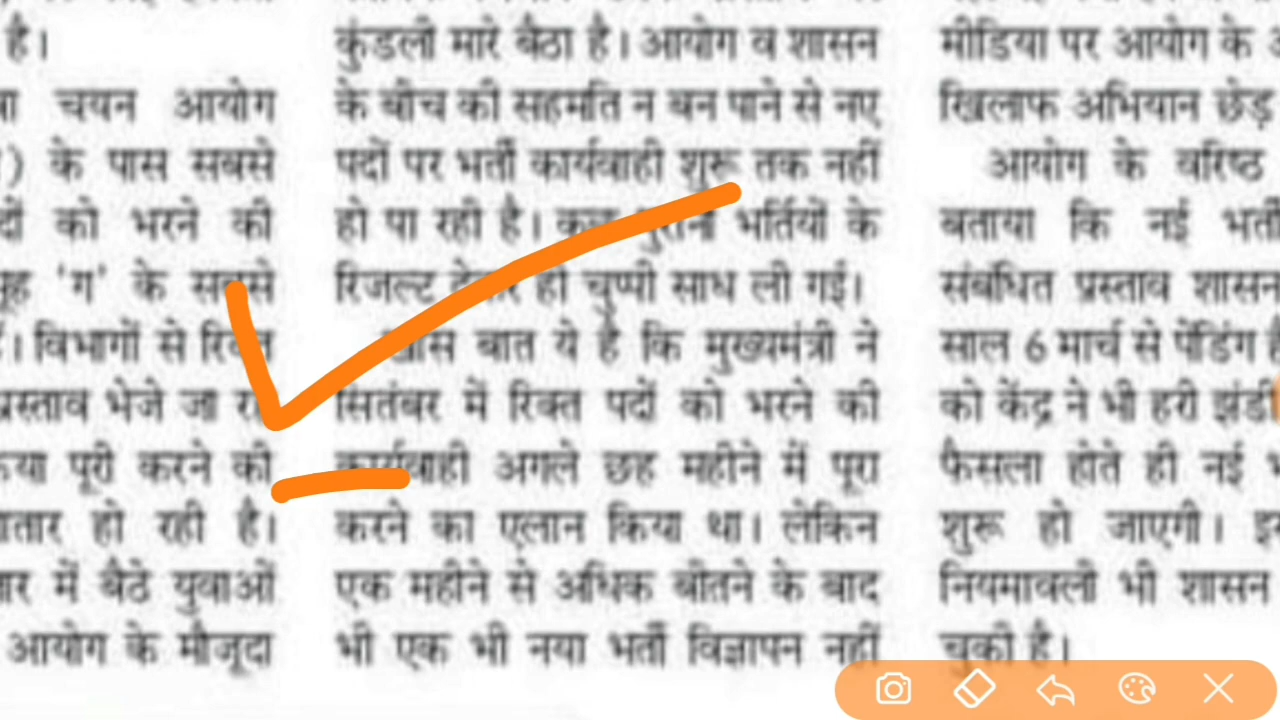 है।
चयन आयोग
) के पास सबसे
को भरने की
'ग' के सबसे
। विभागों से रिक्त
प्रस्ताव भेजे जा
पूरी करने की
हो रही है।
में बैठे युवाओं
आयोग के मौजूदा
कुंडली मारे बैठा है। आयोग व शासन
के बीच की सहमति न बन पाने से नए
पदों पर भर्ती कार्यवाही शुरू तक नहीं
हो पा रही है। कुछ पुरानी भर्तियों के
रिजल्ट देकर ही चुप्पी साध ली गई।
खास बात ये है कि मुख्यमंत्री ने
सितंबर में रिक्त पदों को भरने की
कार्यवाही अगले छह महीने में पूरा
करने का एलान किया था। लेकिन
एक महीने से अधिक बीतने के बाद
भी एक भी नया भर्ती विज्ञापन नहीं
मीडिया पर आयोग के
खिलाफ अभियान छेड़
आयोग के वरिष्ठ
बताया कि नई भर्ती
संबंधित प्रस्ताव शासन
साल 6 मार्च से पेंडिंग
को केंद्र ने भी हरी झंडी
फैसला होते ही नई
शुरू हो जाएगी।
नियमावली भी शासन
चुकी है।